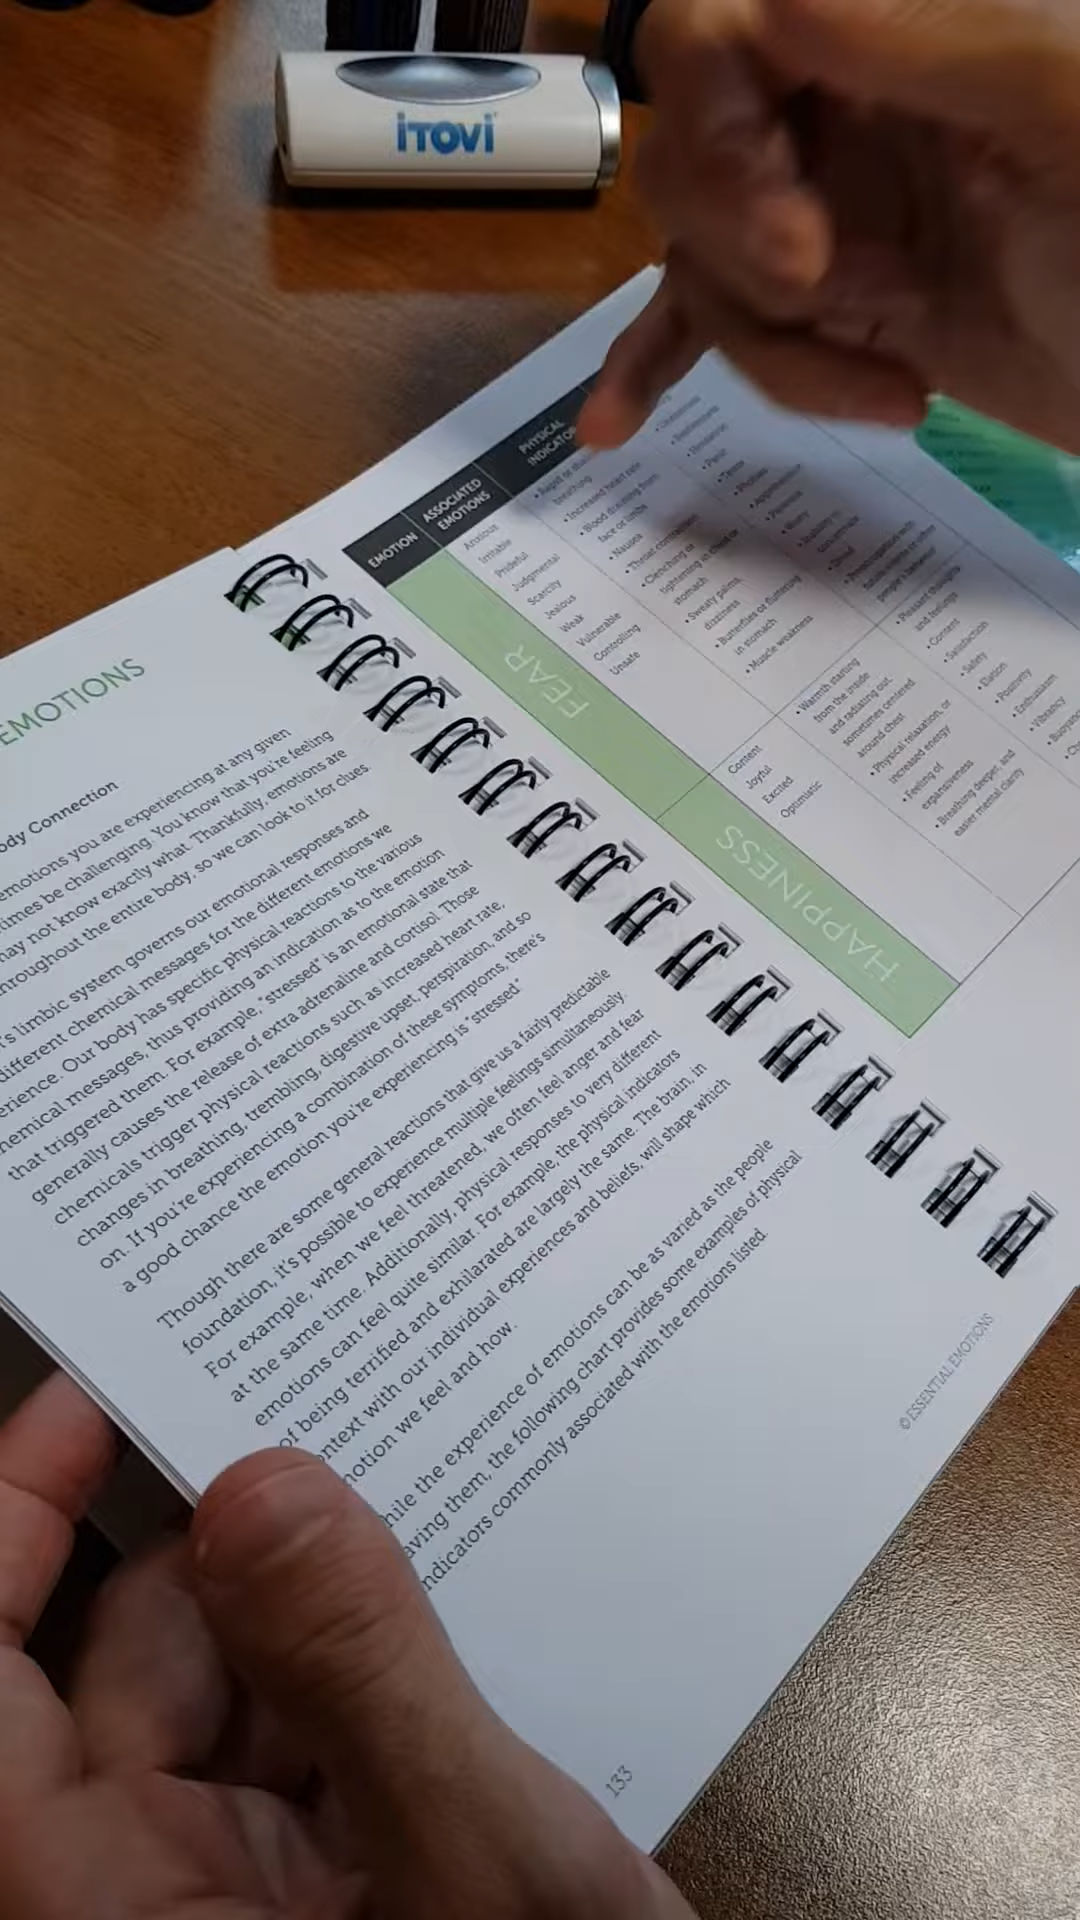 iTOVi
EMOTIONS
ody Connection
emotions you are experiencing at any given
times be challenging. You know that you're feeling
may not know exactly what. Thankfully, emotions are
throughout the entire body, so we can look to it for clues.
's limbic system governs our emotional responses and
different chemical messages for the different emotions we
erience. Our body has specific physical reactions to the various
hemical messages, thus providing an indication as to the emotion
that triggered them. For example, "stressed" is an emotional state that
generally causes the release of extra adrenaline and cortisol. Those
chemicals trigger physical reactions such as increased heart rate,
changes in breathing, trembling, digestive upset, perspiration, and so
on. If you're experiencing a combination of these symptoms, there's
a good chance the emotion you're experiencing is "stressed."
Though there are some general reactions that give us a fairly predictable
foundation, it's possible to experience multiple feelings simultaneously.
For example, when we feel threatened, we often feel anger and fear
at the same time. Additionally, physical responses to very different
emotions can feel quite similar. For example, the physical indicators
of being terrified and exhilarated are largely the same. The brain, in
ontext with our individual experiences and beliefs, will shape which
motion we feel and how.
hile the experience of emotions can be as varied as the people
aving them, the following chart provides some examples of physical
ndicators commonly associated with the emotions listed.
133
© ESSENTIAL EMOTIONS
EMOTION
ASSOCIATED
EMOTIONS
PHYSICAL
INDICATOR
FEAR
Anxious
Irritable
Prideful
Judgmental
Scarcity
Jealous
Weak
Vulnerable
Controlling
Unsafe
• Rapid or
breathing
• Increased heart rate
• Blood draining from
face or limbs
• Nausea
• Throat contraction
• Clenching or
tightening in chest or
stomach
• Sweaty palms,
dizziness
• Butterflies or fluttering
in stomach
• Muscle weakness
• Panic
• Worry
• Preoccupation with
people's behavior
HAPPINESS
Content
Joyful
Excited
Optimistic
• Warmth starting
from the inside
and radiating out,
sometimes centered
around chest
• Physical relaxation, or
increased energy
• Feeling of
expansiveness
• Breathing deeper, and
easier mental clarity
• Pleasant thoughts
and feelings
• Content
• Satisfaction
• Safety
• Elation
• Positivity
• Enthusiasm
• Vibrancy